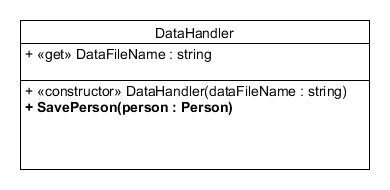 DataHandler
+ «get» DataFileName : string
+ «constructor» DataHandler(dataFileName : string)
+ SavePerson(person : Person)